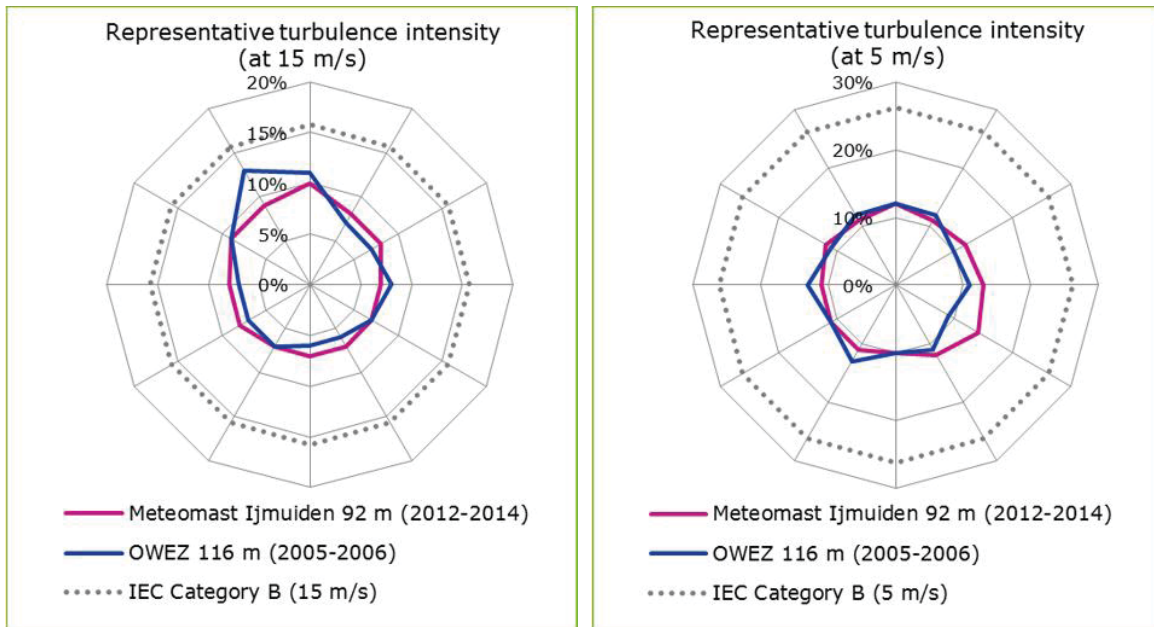 Representative turbulence intensity
(at 15 m/s)
20%
15%
10%
5%
0%
Meteomast Ijmuiden 92 m (2012-2014)
OWEZ 116 m (2005-2006)
IEC Category B (15 m/s)
Representative turbulence intensity
(at 5 m/s)
30%
20%
10%
0%
Meteomast Ijmuiden 92 m (2012-2014)
OWEZ 116 m (2005-2006)
IEC Category B (5 m/s)